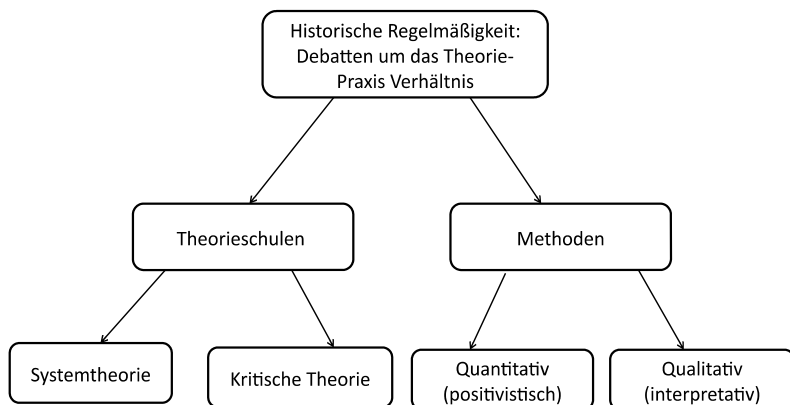 Historische Regelmäßigkeit:
Debatten um das Theorie-
Praxis Verhältnis
Theorieschulen
Methoden
Systemtheorie
Kritische Theorie
Quantitativ
(positivistisch)
Qualitativ
(interpretativ)